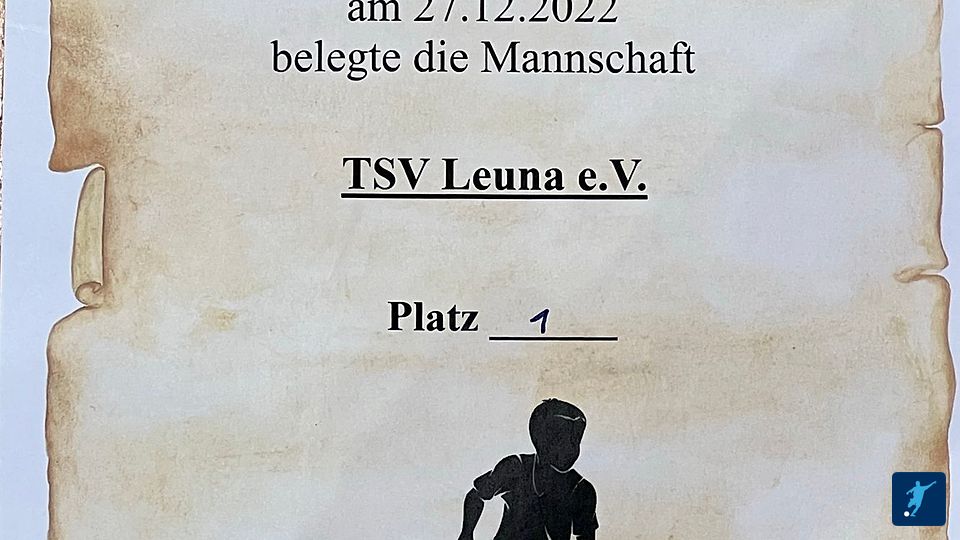 am 27.12.2022
belegte die Mannschaft
TSV Leuna e.V.
Platz 1